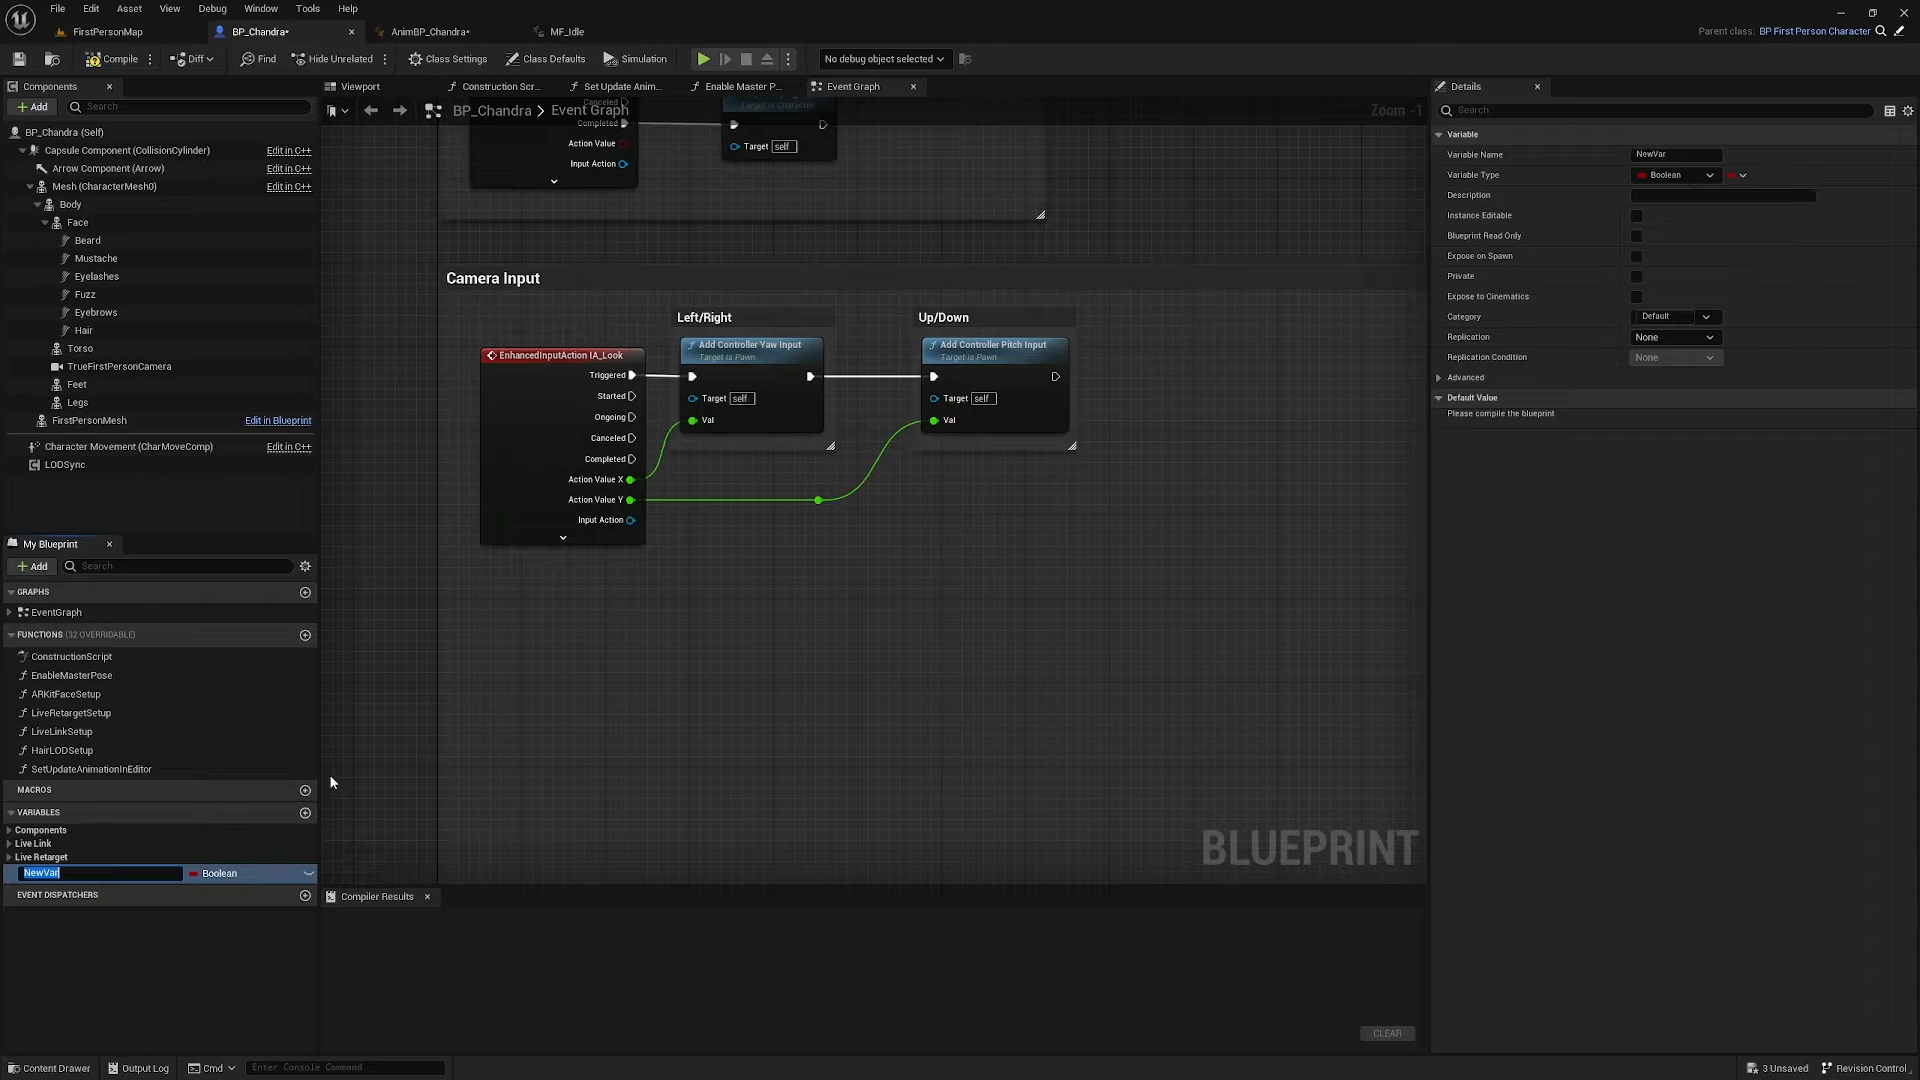 File Edit Asset View Window Debug Tools Help
FirstPersonMap
BP_Chandra•
AnimBP_Chandra•
MF_Idle
Parent class: BP First Person Character
Compile
Diff
Find
Hide Unrelated
Class Settings
Class Defaults
Simulation
No debug object selected
Components
Add
Search
BP_Chandra (Self)
Capsule Component (CollisionCylinder) Edit in C++
Arrow Component (Arrow) Edit in C++
Mesh (CharacterMesh0) Edit in C++
Body
Face
Beard
Mustache
Eyelashes
Fuzz
Eyebrows
Hair
Torso
TrueFirstPersonCamera
Feet
Legs
FirstPersonMesh Edit in Blueprint
Character Movement (CharMoveComp) Edit in C++
LODSync
My Blueprint
Add
Search
GRAPHS
EventGraph
FUNCTIONS (32 OVERRIDABLE)
ConstructionScript
EnableMasterPose
ARKitFaceSetup
LiveRetargetSetup
LiveLinkSetup
HairLODSetup
SetUpdateAnimationInEditor
MACROS
VARIABLES
Components
Live Link
Live Retarget
NewVar Boolean
EVENT DISPATCHERS
Viewport
Construction Scr...
Set Update Anim...
Enable Master P...
Event Graph
BP_Chandra > Event Graph
Zoom -1
Canceled
Completed
Action Value
Input Action
Target is Character
Target self
Camera Input
Left/Right
Up/Down
EnhancedInputAction IA_Look
Triggered
Started
Ongoing
Canceled
Completed
Action Value X
Action Value Y
Input Action
Add Controller Yaw Input
Target is Pawn
Target self
Val
Add Controller Pitch Input
Target is Pawn
Target self
Val
BLUEPRINT
Compiler Results
CLEAR
Details
Search
Variable
Variable Name NewVar
Variable Type Boolean
Description
Instance Editable
Blueprint Read Only
Expose on Spawn
Private
Expose to Cinematics
Category Default
Replication None
Replication Condition None
Advanced
Default Value
Please compile the blueprint
Content Drawer
Output Log
Cmd
Enter Console Command
3 Unsaved
Revision Control